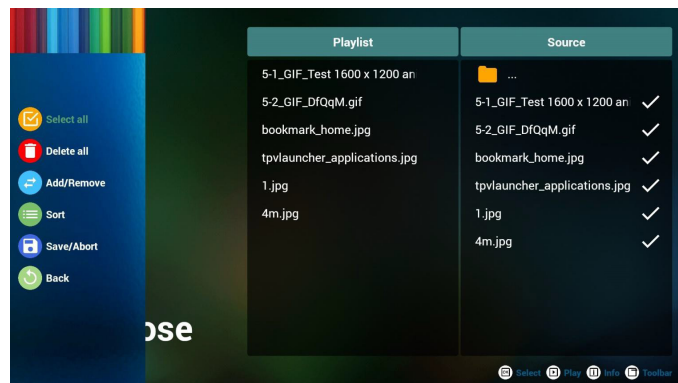 Select all
Delete all
Add/Remove
Sort
Save/Abort
Back
ose
Playlist
5-1_GIF_Test 1600 x 1200 an
5-2_GIF_DfQqM.gif
bookmark_home.jpg
tpvlauncher_applications.jpg
1.jpg
4m.jpg
Source
...
5-1_GIF_Test 1600 x 1200 an
5-2_GIF_DfQqM.gif
bookmark_home.jpg
tpvlauncher_applications.jpg
1.jpg
4m.jpg
Select Play Info Toolbar